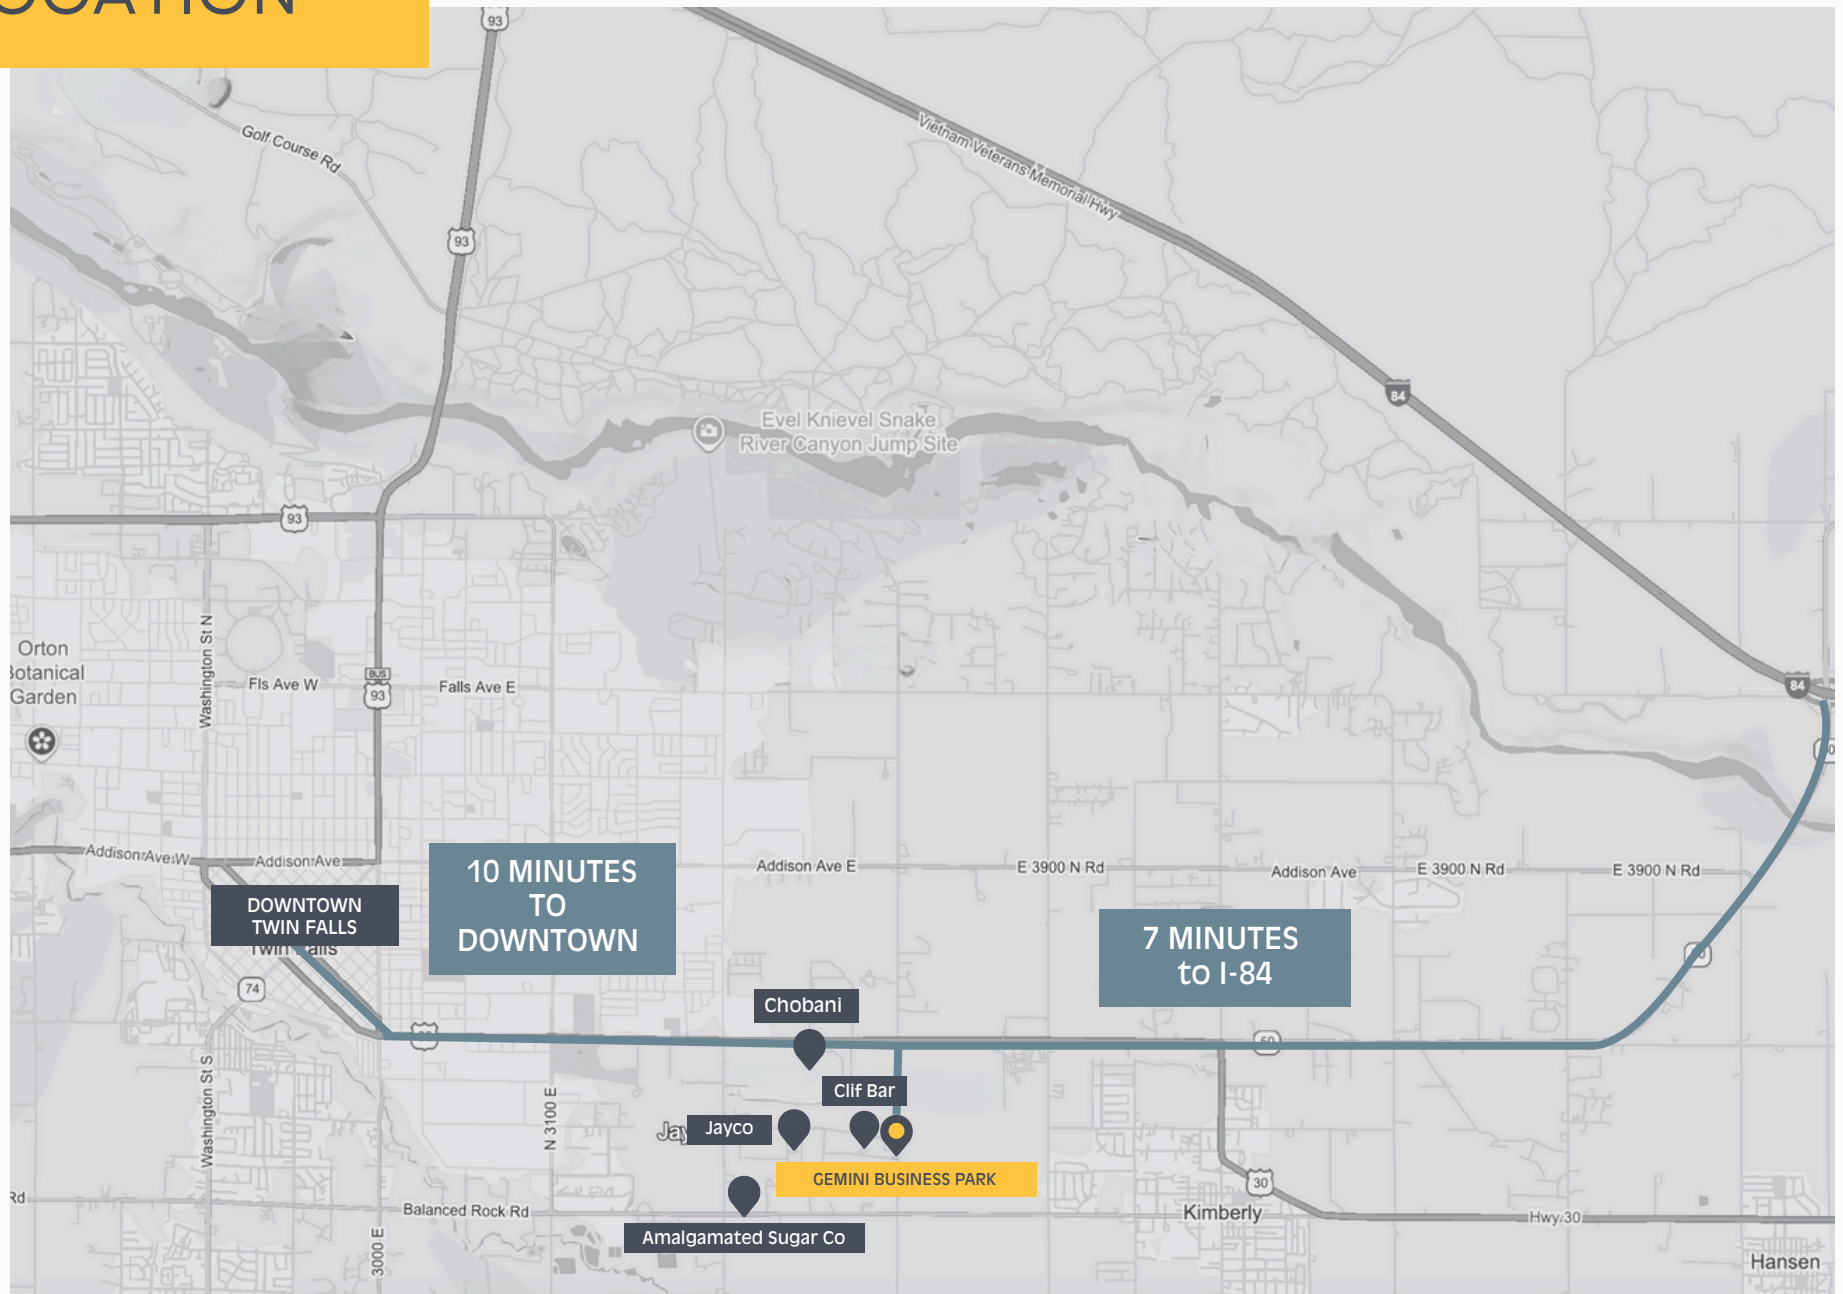 93
Golf Course Rd
Vietnam Veterans Memorial Hwy
93
84
Evel Knievel Snake
River Canyon Jump Site
93
Washington St N
Orton
Garden
Fls Ave W
BUS
93
Falls Ave E
84
Addison Ave W
Addison Ave
10 MINUTES
TO
DOWNTOWN
Addison Ave E
E 3900 N Rd
Addison Ave
E 3900 N Rd
E 3900 N Rd
DOWNTOWN
TWIN FALLS
7 MINUTES
to I-84
74
Chobani
Washington St S
N 3100 E
Clif Bar
Jayco
GEMINI BUSINESS PARK
30
Rd
Balanced Rock Rd
Kimberly
Hwy 30
Amalgamated Sugar Co
3000 E
Hansen